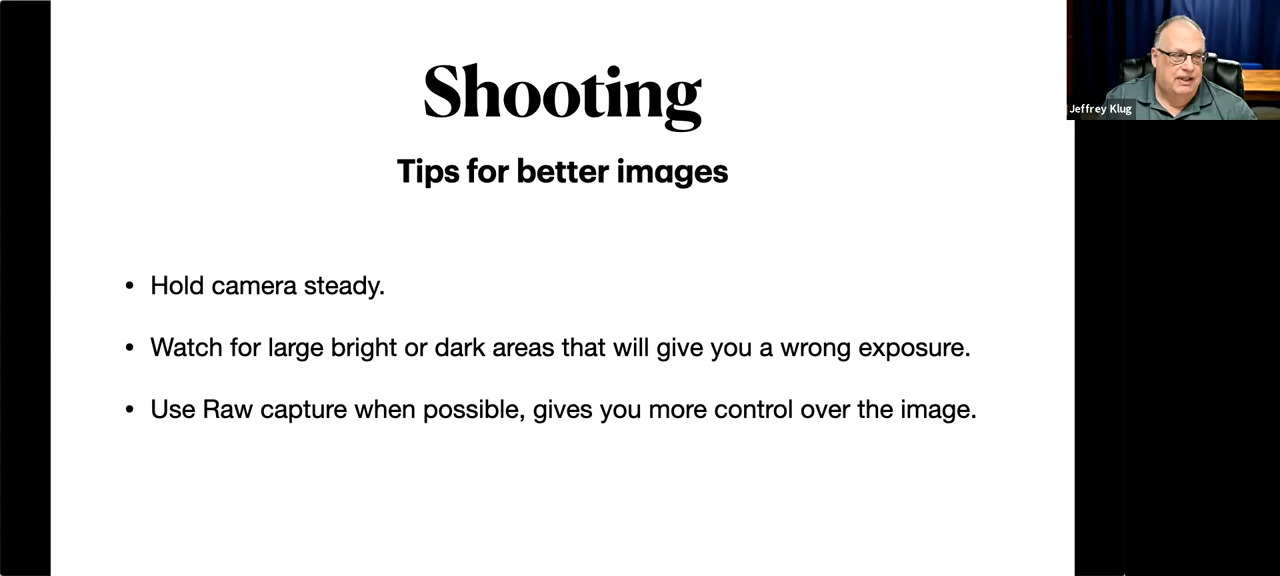 Shooting
Tips for better images
• Hold camera steady.
• Watch for large bright or dark areas that will give you a wrong exposure.
• Use Raw capture when possible, gives you more control over the image.
Jeffrey Klug